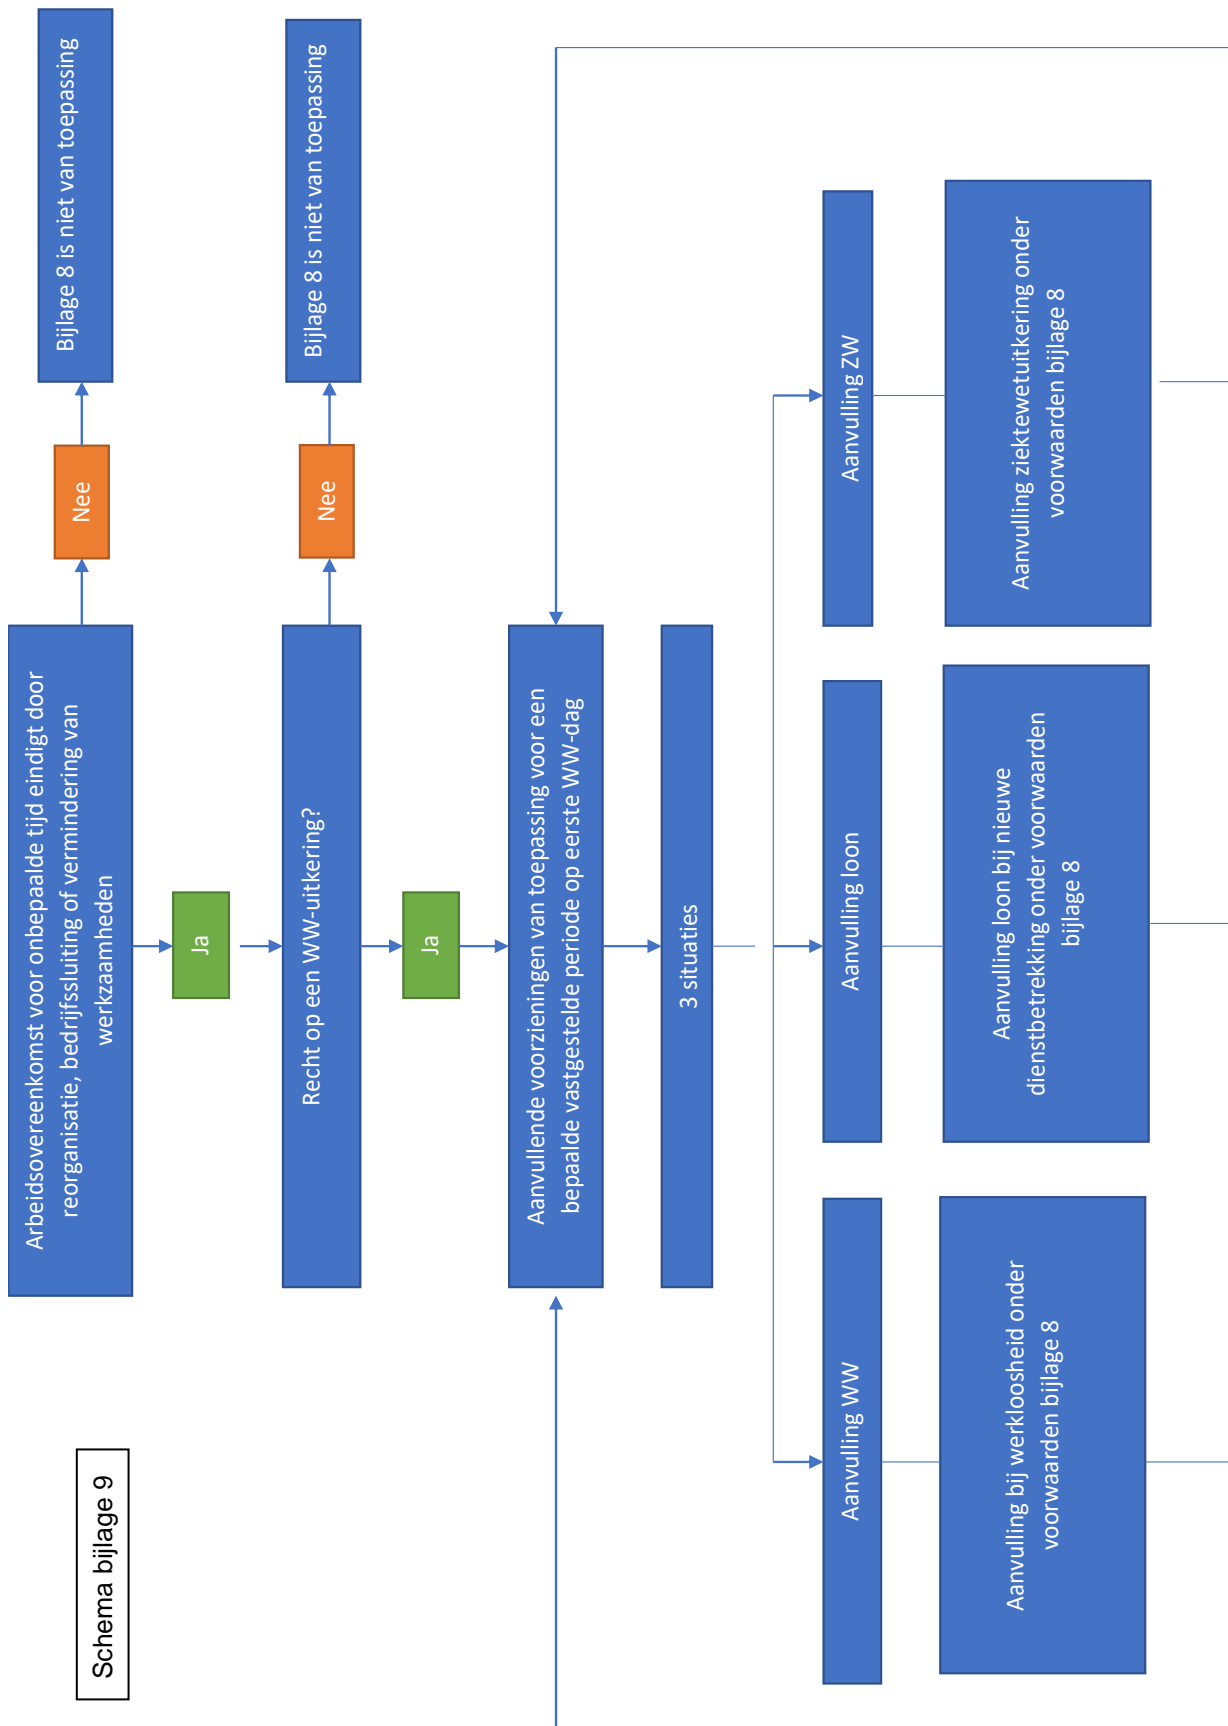 Schema bijlage 9
Arbeidsovereenkomst voor onbepaalde tijd eindigt door
reorganisatie, bedrijfssluiting of vermindering van
werkzaamheden
Nee
Bijlage 8 is niet van toepassing
Ja
Recht op een WW-uitkering?
Nee
Bijlage 8 is niet van toepassing
Ja
Aanvullende voorzieningen van toepassing voor een
bepaalde vastgestelde periode op eerste WW-dag
3 situaties
Aanvulling WW
Aanvulling loon
Aanvulling ZW
Aanvulling bij werkloosheid onder
voorwaarden bijlage 8
Aanvulling loon bij nieuwe
dienstbetrekking onder voorwaarden
bijlage 8
Aanvulling ziektewetuitkering onder
voorwaarden bijlage 8